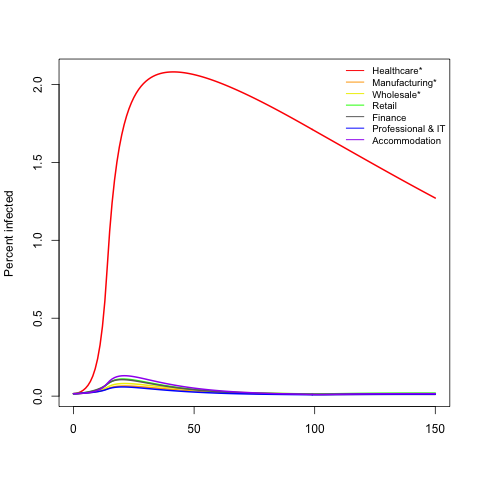 Healthcare*
Manufacturing*
Wholesale*
Retail
Finance
Professional & IT
Accommodation
Percent infected
2.0
1.5
1.0
0.5
0.0
0 50 100 150